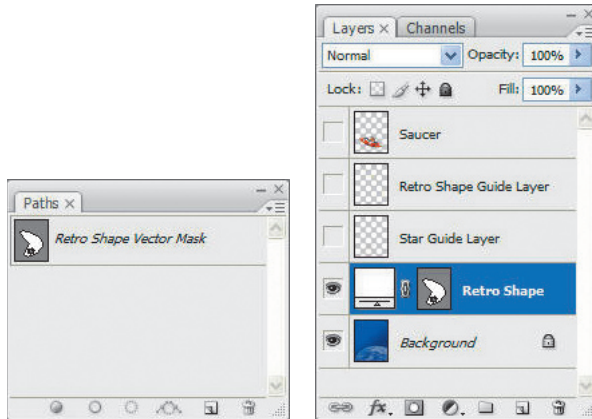 Paths ×
Retro Shape Vector Mask
Layers × Channels
Normal Opacity: 100%
Lock: Fill: 100%
Saucer
Retro Shape Guide Layer
Star Guide Layer
Retro Shape
Background
fx.